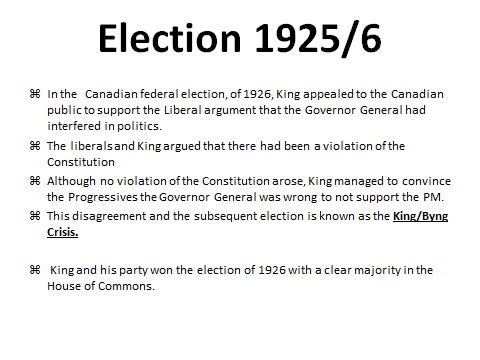 Election 1925/6
⌘ In the Canadian federal election, of 1926, King appealed to the Canadian
public to support the Liberal argument that the Governor General had
interfered in politics.
⌘ The liberals and King argued that there had been a violation of the
Constitution
⌘ Although no violation of the Constitution arose, King managed to convince
the Progressives the Governor General was wrong to not support the PM.
⌘ This disagreement and the subsequent election is known as the King/Byng
Crisis.
⌘ King and his party won the election of 1926 with a clear majority in the
House of Commons.